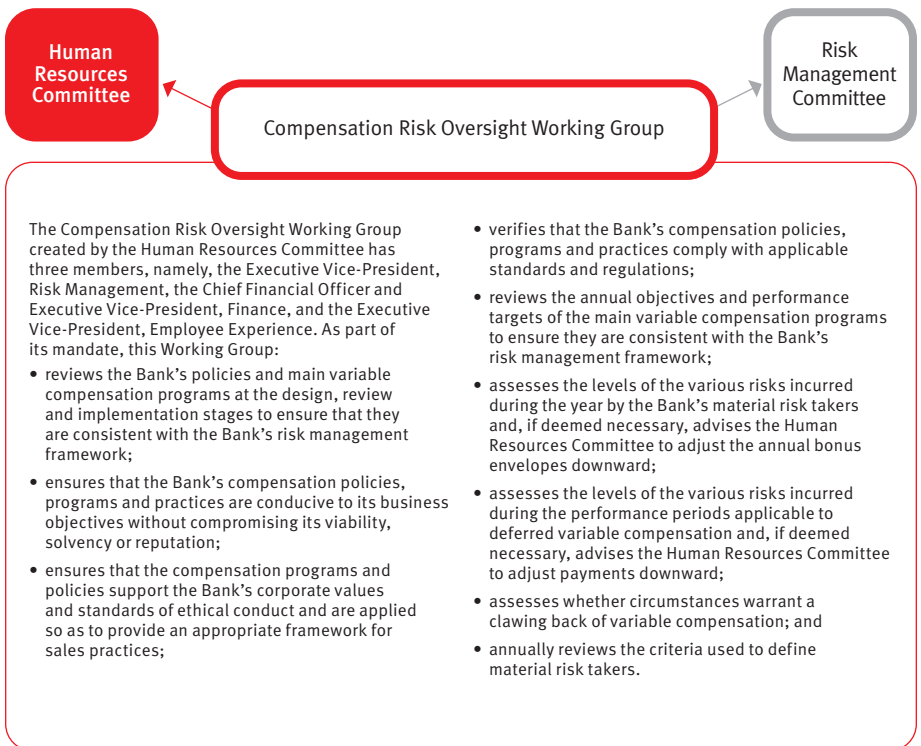 Human
Resources
Committee
Risk
Management
Committee
Compensation Risk Oversight Working Group
The Compensation Risk Oversight Working Group
created by the Human Resources Committee has
three members, namely, the Executive Vice-President,
Risk Management, the Chief Financial Officer and
Executive Vice-President, Finance, and the Executive
Vice-President, Employee Experience. As part of
its mandate, this Working Group:
• reviews the Bank’s policies and main variable
compensation programs at the design, review
and implementation stages to ensure that they
are consistent with the Bank’s risk management
framework;
• ensures that the Bank’s compensation policies,
programs and practices are conducive to its business
objectives without compromising its viability,
solvency or reputation;
• ensures that the compensation programs and
policies support the Bank’s corporate values
and standards of ethical conduct and are applied
so as to provide an appropriate framework for
sales practices;
• verifies that the Bank’s compensation policies,
programs and practices comply with applicable
standards and regulations;
• reviews the annual objectives and performance
targets of the main variable compensation programs
to ensure they are consistent with the Bank’s
risk management framework;
• assesses the levels of the various risks incurred
during the year by the Bank’s material risk takers
and, if deemed necessary, advises the Human
Resources Committee to adjust the annual bonus
envelopes downward;
• assesses the levels of the various risks incurred
during the performance periods applicable to
deferred variable compensation and, if deemed
necessary, advises the Human Resources Committee
to adjust payments downward;
• assesses whether circumstances warrant a
clawing back of variable compensation; and
• annually reviews the criteria used to define
material risk takers.